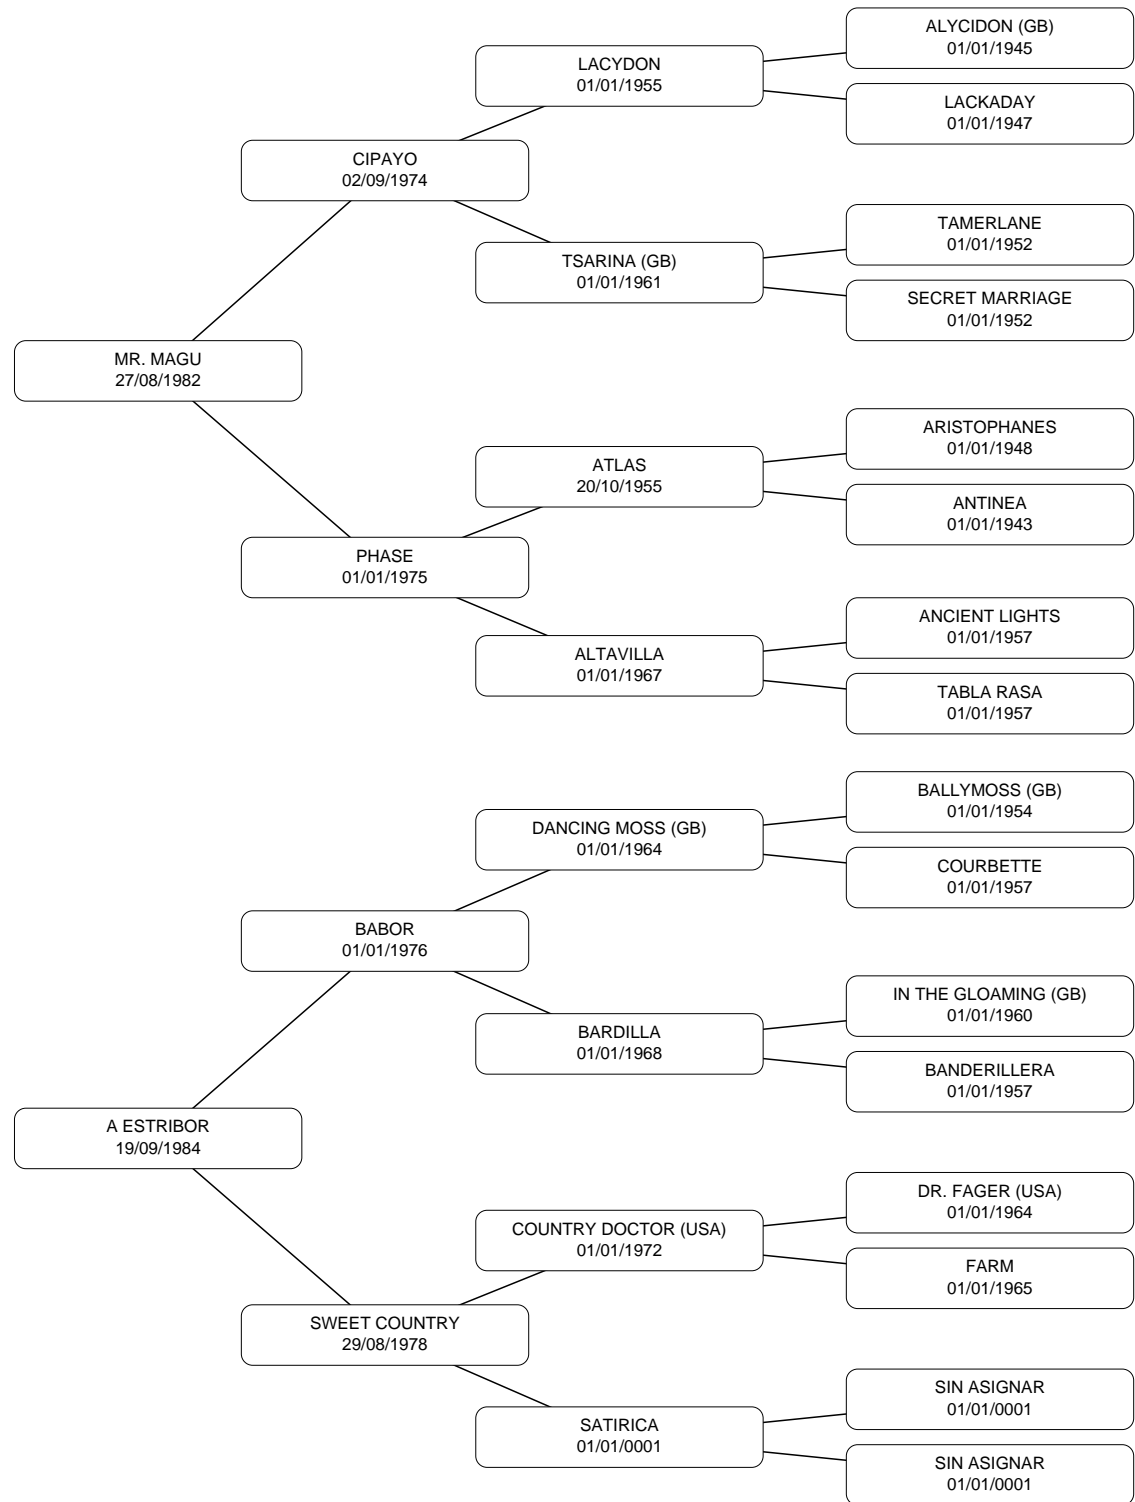 ALYCIDON (GB)
01/01/1945
LACYDON
01/01/1955
LACKADAY
01/01/1947
CIPAYO
02/09/1974
TAMERLANE
01/01/1952
TSARINA (GB)
01/01/1961
SECRET MARRIAGE
01/01/1952
MR. MAGU
27/08/1982
ARISTOPHANES
01/01/1948
ATLAS
20/10/1955
ANTINEA
01/01/1943
PHASE
01/01/1975
ANCIENT LIGHTS
01/01/1957
ALTAVILLA
01/01/1967
TABLA RASA
01/01/1957
BALLYMOSS (GB)
01/01/1954
DANCING MOSS (GB)
01/01/1964
COURBETTE
01/01/1957
BABOR
01/01/1976
IN THE GLOAMING (GB)
01/01/1960
BARDILLA
01/01/1968
BANDERILLERA
01/01/1957
A ESTRIBOR
19/09/1984
DR. FAGER (USA)
01/01/1964
COUNTRY DOCTOR (USA)
01/01/1972
FARM
01/01/1965
SWEET COUNTRY
29/08/1978
SIN ASIGNAR
01/01/0001
SATIRICA
01/01/0001
SIN ASIGNAR
01/01/0001